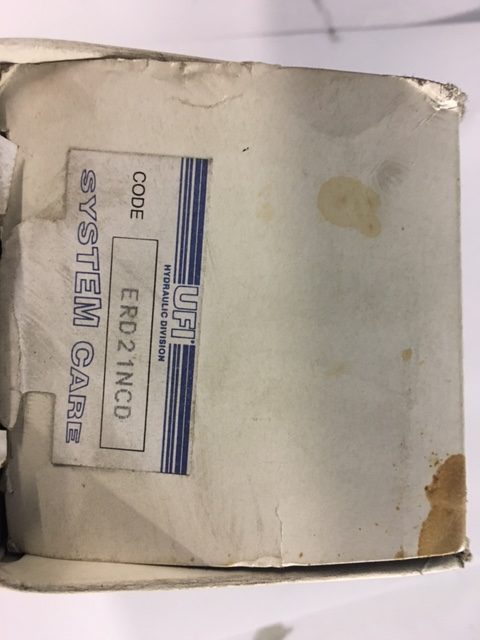 UFI
HYDRAULIC DIVISION
CODE
ERD21NCD
SYSTEM CARE